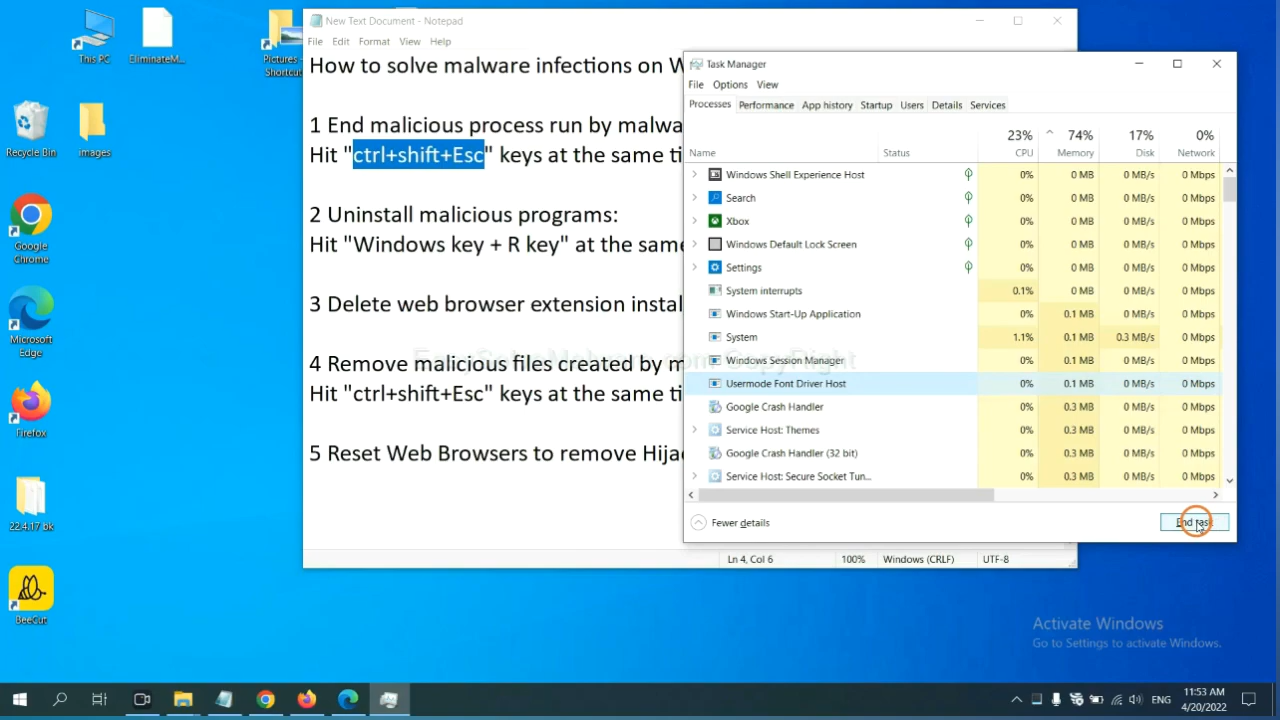 This PC
EliminateM...
Pictures -
Shortcut
Recycle Bin
images
Google
Chrome
Microsoft
Edge
Firefox
22.4.17 bk
BeeCut
New Text Document - Notepad
File Edit Format View Help
How to solve malware infections on W
1 End malicious process run by malwa
Hit "ctrl+shift+Esc" keys at the same ti
2 Uninstall malicious programs:
Hit "Windows key + R key" at the same
3 Delete web browser extension instal
4 Remove malicious files created by m
Hit "ctrl+shift+Esc" keys at the same ti
5 Reset Web Browsers to remove Hijac
Ln 4, Col 6 100% Windows (CRLF) UTF-8
Task Manager
File Options View
Processes Performance App history Startup Users Details Services
23% 74% 17% 0%
Name Status CPU Memory Disk Network
Windows Shell Experience Host 0% 0 MB 0 MB/s 0 Mbps
Search 0% 0 MB 0 MB/s 0 Mbps
Xbox 0% 0 MB 0 MB/s 0 Mbps
Windows Default Lock Screen 0% 0 MB 0 MB/s 0 Mbps
Settings 0% 0 MB 0 MB/s 0 Mbps
System interrupts 0.1% 0 MB 0 MB/s 0 Mbps
Windows Start-Up Application 0% 0.1 MB 0 MB/s 0 Mbps
System 1.1% 0.1 MB 0.3 MB/s 0 Mbps
Windows Session Manager 0% 0.1 MB 0 MB/s 0 Mbps
Usermode Font Driver Host 0% 0.1 MB 0 MB/s 0 Mbps
Google Crash Handler 0% 0.3 MB 0 MB/s 0 Mbps
Service Host: Themes 0% 0.3 MB 0 MB/s 0 Mbps
Google Crash Handler (32 bit) 0% 0.3 MB 0 MB/s 0 Mbps
Service Host: Secure Socket Tun... 0% 0.3 MB 0 MB/s 0 Mbps
Fewer details End task
Activate Windows
Go to Settings to activate Windows.
ENG
11:53 AM
4/20/2022